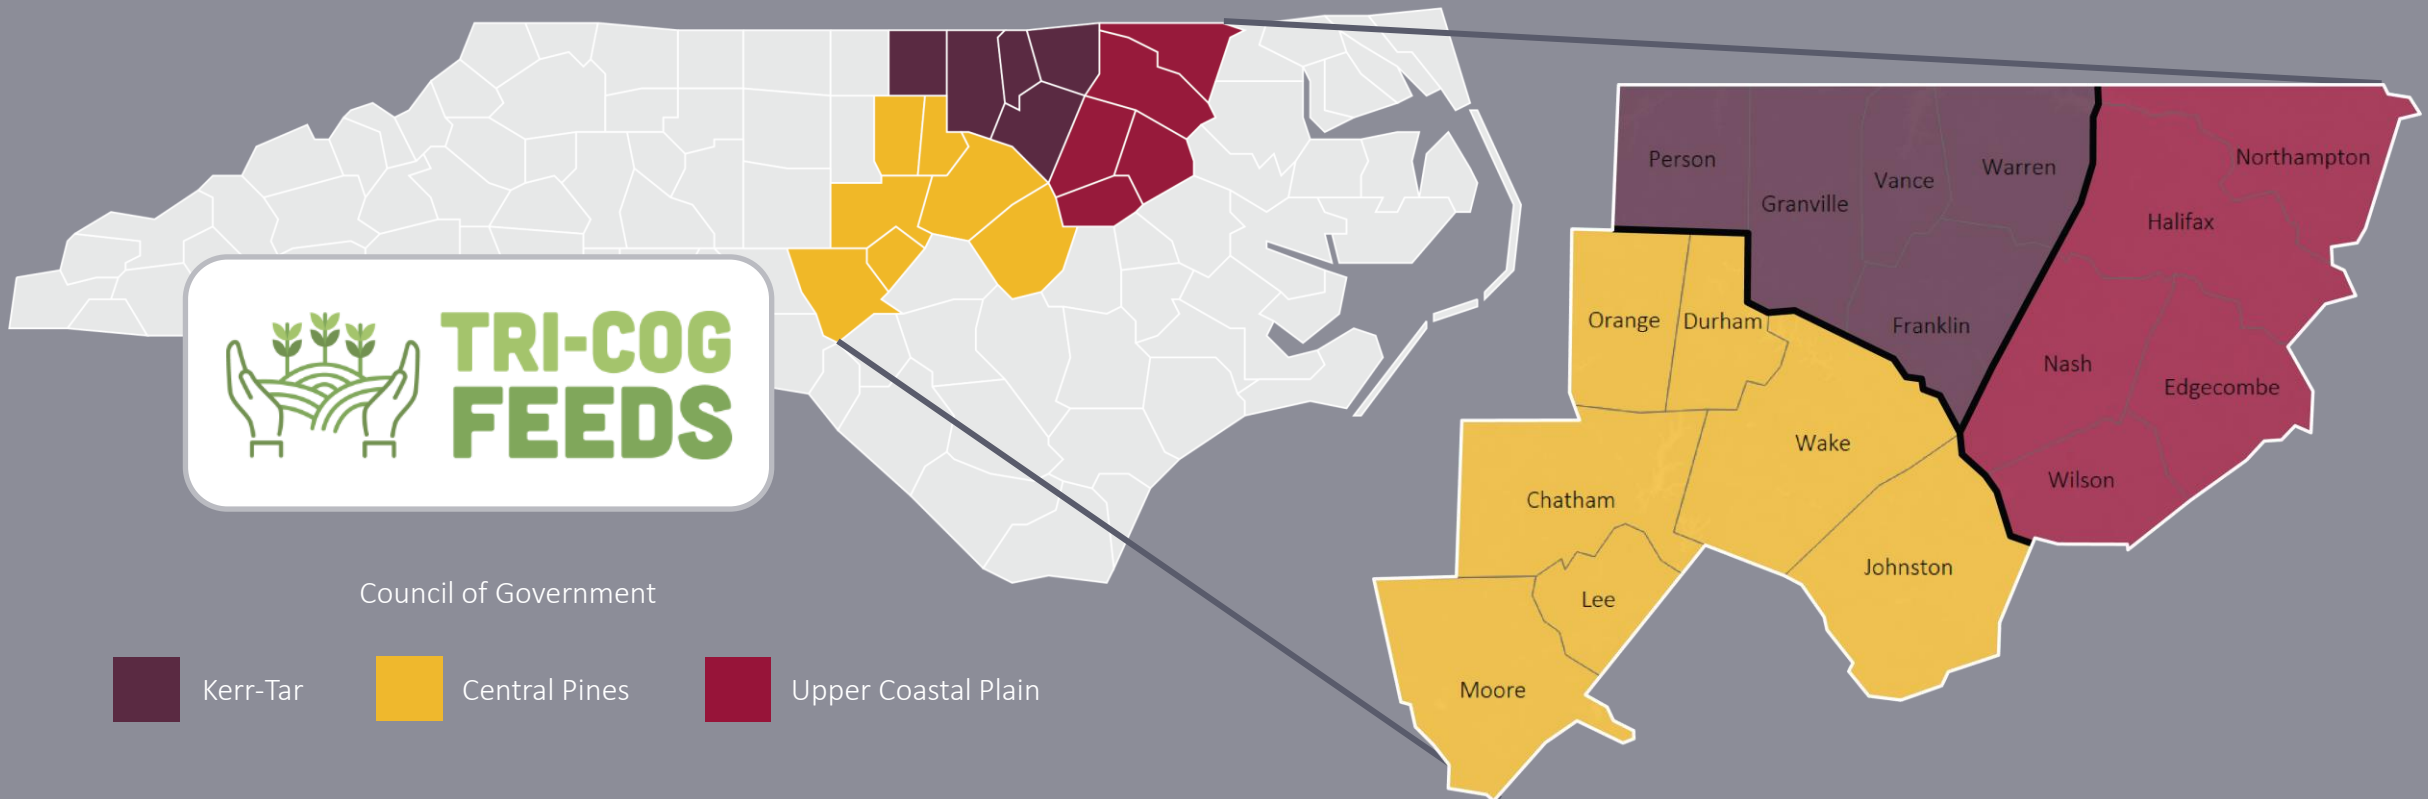 TRI-COG
FEEDS
Council of Government
Kerr-Tar
Central Pines
Upper Coastal Plain
Person
Granville
Vance
Warren
Northampton
Halifax
Orange
Durham
Franklin
Nash
Edgecombe
Wake
Wilson
Chatham
Johnston
Lee
Moore